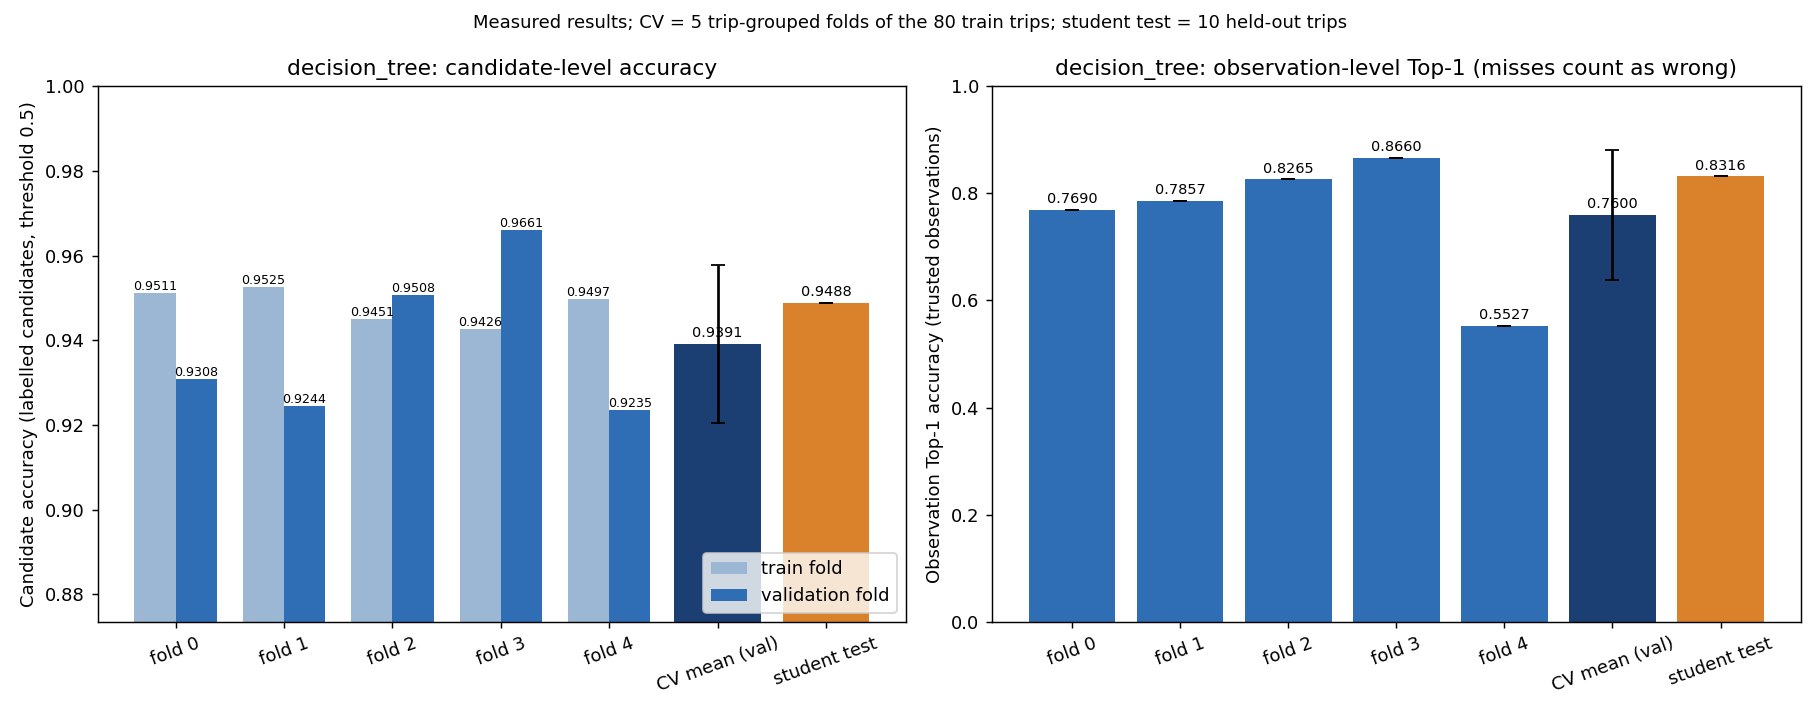 Measured results; CV = 5 trip-grouped folds of the 80 train trips; student test = 10 held-out trips
decision_tree: candidate-level accuracy
Candidate accuracy (labelled candidates, threshold 0.5)
1.00
0.98
0.96
0.94
0.92
0.90
0.88
0.9511
0.9308
0.9525
0.9244
0.9451
0.9508
0.9426
0.9661
0.9497
0.9235
0.9391
0.9488
train fold
validation fold
fold 0
fold 1
fold 2
fold 3
fold 4
CV mean (val)
student test
decision_tree: observation-level Top-1 (misses count as wrong)
Observation Top-1 accuracy (trusted observations)
1.0
0.8
0.6
0.4
0.2
0.0
0.7690
0.7857
0.8265
0.8660
0.5527
0.7600
0.8316
fold 0
fold 1
fold 2
fold 3
fold 4
CV mean (val)
student test